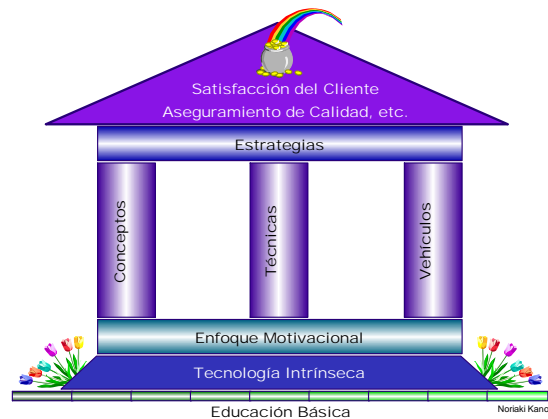 Satisfacción del Cliente
Aseguramiento de Calidad, etc.
Estrategias
Conceptos
Técnicas
Vehículos
Enfoque Motivacional
Tecnología Intrínseca
Educación Básica
Noriaki Kano